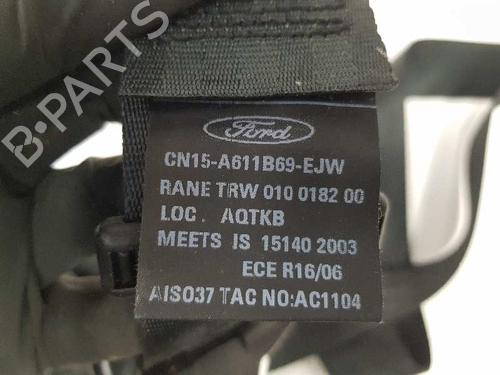 B-PARTS
Ford
CN15-A611B69-EJW
RANE TRW 010 0182 00
LOC . AQTKB
MEETS IS 15140 2003
ECE R16/06
AIS037 TAC NO:AC1104